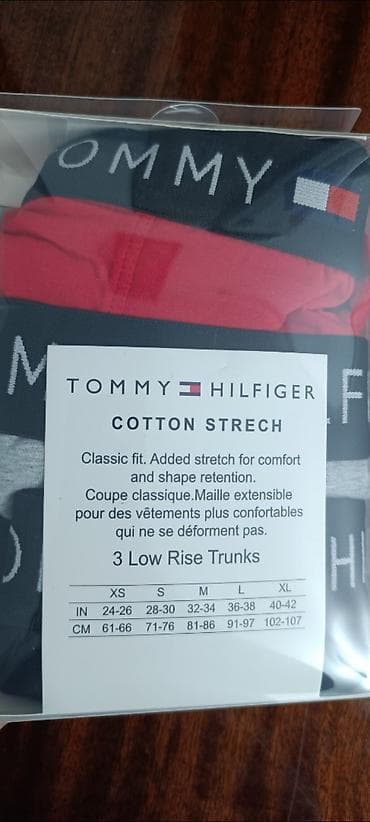 OMMY
M
F
TOMMY HILFIGER
COTTON STRECH
Classic fit. Added stretch for comfort
and shape retention.
Coupe classique.Maille extensible
pour des vêtements plus confortables
qui ne se déforment pas.
3 Low Rise Trunks
XS S M L XL
IN 24-26 28-30 32-34 36-38 40-42
CM 61-66 71-76 81-86 91-97 102-107
H